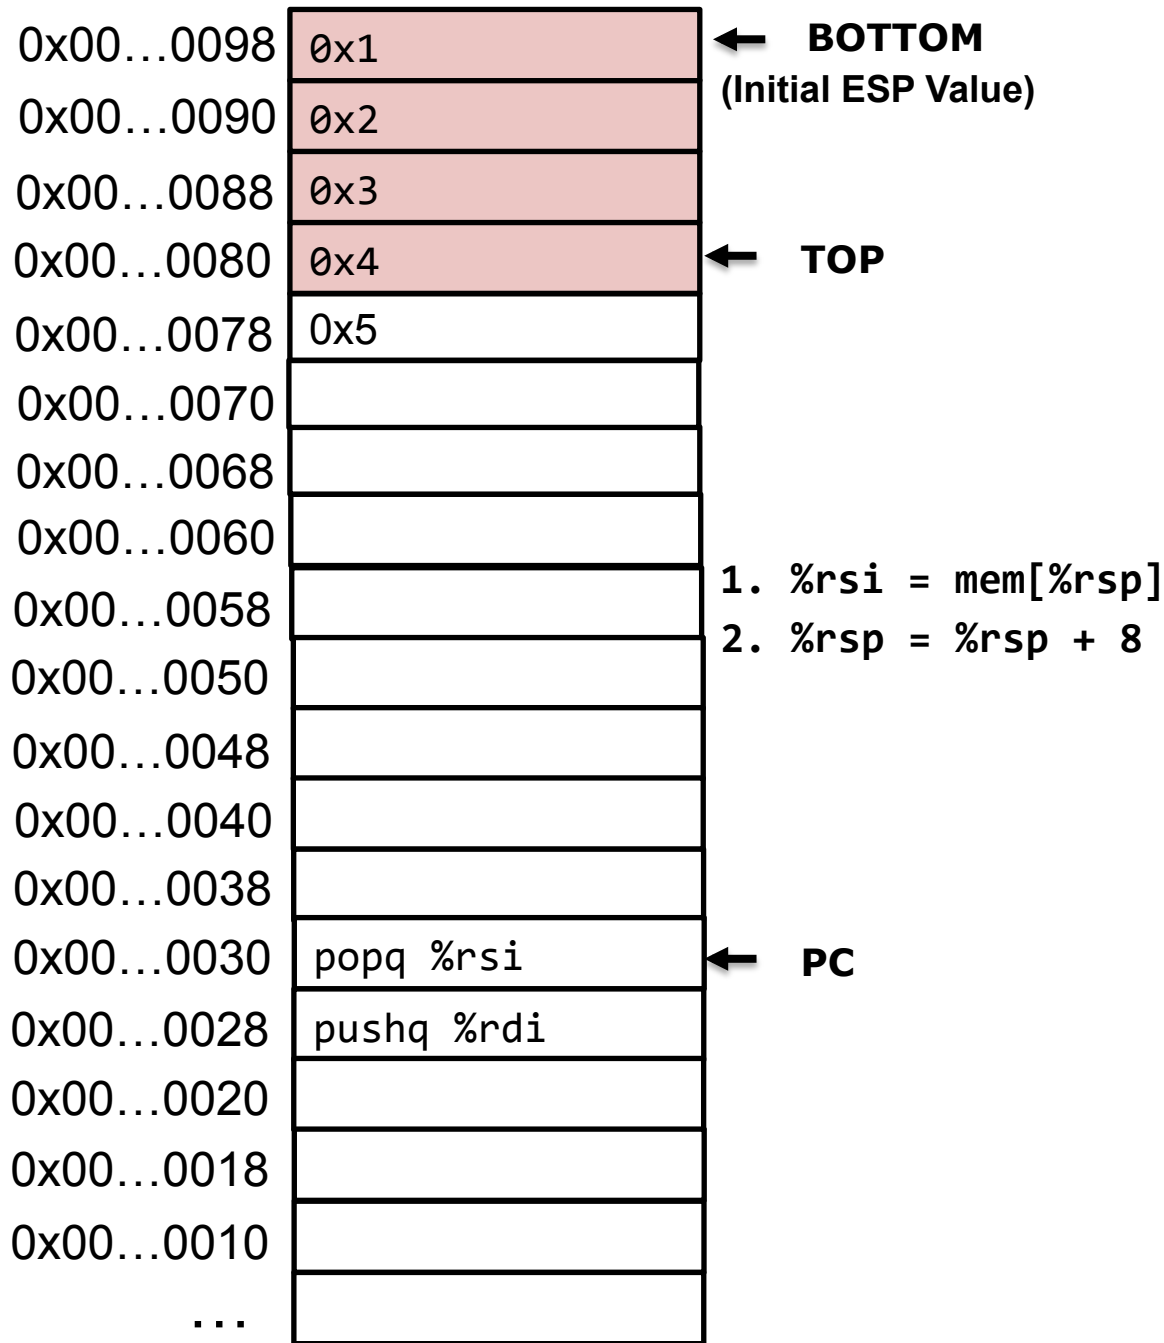 0x00…0098 0x1 BOTTOM
(Initial ESP Value)
0x00…0090 0x2
0x00…0088 0x3
0x00…0080 0x4 TOP
0x00…0078 0x5
0x00…0070
0x00…0068
0x00…0060
1. %rsi = mem[%rsp]
0x00…0058
2. %rsp = %rsp + 8
0x00…0050
0x00…0048
0x00…0040
0x00…0038
0x00…0030 popq %rsi PC
0x00…0028 pushq %rdi
0x00…0020
0x00…0018
0x00…0010
…